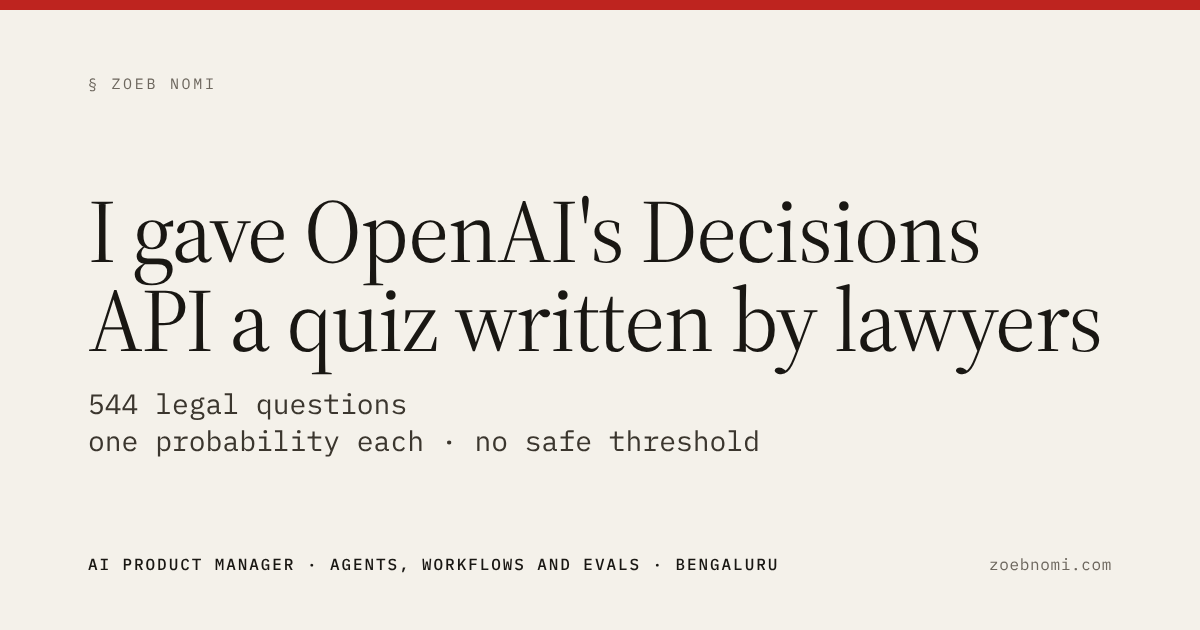 § ZOEB NOMI
I gave OpenAI's Decisions
API a quiz written by lawyers
544 legal questions
one probability each · no safe threshold
AI PRODUCT MANAGER · AGENTS, WORKFLOWS AND EVALS · BENGALURU
zoebnomi.com